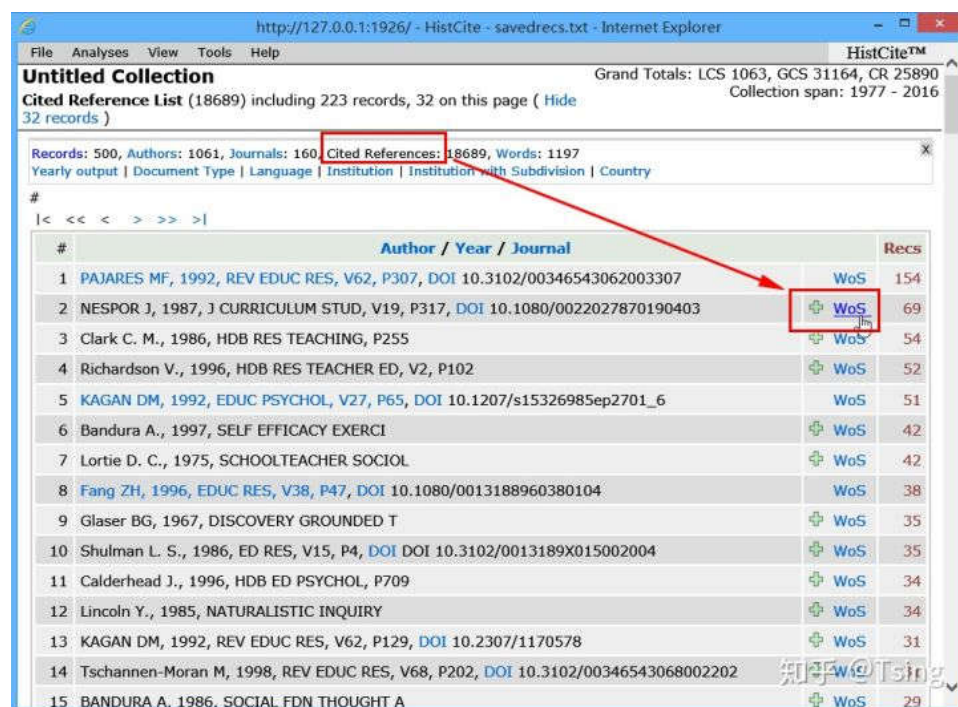 http://127.0.0.1:1926/ - HistCite - savedrecs.txt - Internet Explorer
File Analyses View Tools Help HistCite™
Untitled Collection
Grand Totals: LCS 1063, GCS 31164, CR 25890
Collection span: 1977 - 2016
Cited Reference List (18689) including 223 records, 32 on this page ( Hide
32 records )
Records: 500, Authors: 1061, Journals: 160, Cited References: 18689, Words: 1197 x
Yearly output | Document Type | Language | Institution | Institution with Subdivision | Country
#
|< << < > >> >|
# Author / Year / Journal Recs
1 PAJARES MF, 1992, REV EDUC RES, V62, P307, DOI 10.3102/00346543062003307 WoS 154
2 NESPOR J, 1987, J CURRICULUM STUD, V19, P317, DOI 10.1080/0022027870190403 WoS 69
3 Clark C. M., 1986, HDB RES TEACHING, P255 WoS 54
4 Richardson V., 1996, HDB RES TEACHER ED, V2, P102 WoS 52
5 KAGAN DM, 1992, EDUC PSYCHOL, V27, P65, DOI 10.1207/s15326985ep2701_6 WoS 51
6 Bandura A., 1997, SELF EFFICACY EXERCI WoS 42
7 Lortie D. C., 1975, SCHOOLTEACHER SOCIOL WoS 42
8 Fang ZH, 1996, EDUC RES, V38, P47, DOI 10.1080/0013188960380104 WoS 38
9 Glaser BG, 1967, DISCOVERY GROUNDED T WoS 35
10 Shulman L. S., 1986, ED RES, V15, P4, DOI DOI 10.3102/0013189X015002004 WoS 35
11 Calderhead J., 1996, HDB ED PSYCHOL, P709 WoS 34
12 Lincoln Y., 1985, NATURALISTIC INQUIRY WoS 34
13 KAGAN DM, 1992, REV EDUC RES, V62, P129, DOI 10.2307/1170578 WoS 31
14 Tschannen-Moran M, 1998, REV EDUC RES, V68, P202, DOI 10.3102/00346543068002202 WoS
知乎 @Tsing
15 BANDURA A, 1986, SOCIAL FDN THOUGHT A WoS 29